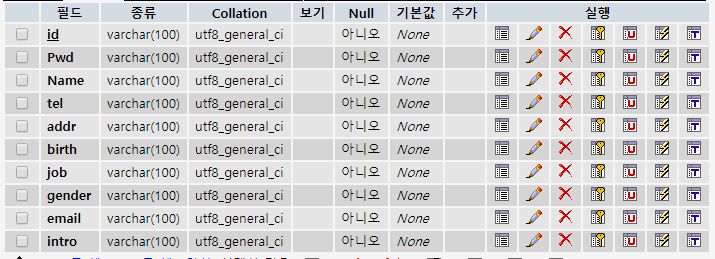 필드 종류 Collation 보기 Null 기본값 추가 실행
id varchar(100) utf8_general_ci 아니오 None
Pwd varchar(100) utf8_general_ci 아니오 None
Name varchar(100) utf8_general_ci 아니오 None
tel varchar(100) utf8_general_ci 아니오 None
addr varchar(100) utf8_general_ci 아니오 None
birth varchar(100) utf8_general_ci 아니오 None
job varchar(100) utf8_general_ci 아니오 None
gender varchar(100) utf8_general_ci 아니오 None
email varchar(100) utf8_general_ci 아니오 None
intro varchar(100) utf8_general_ci 아니오 None